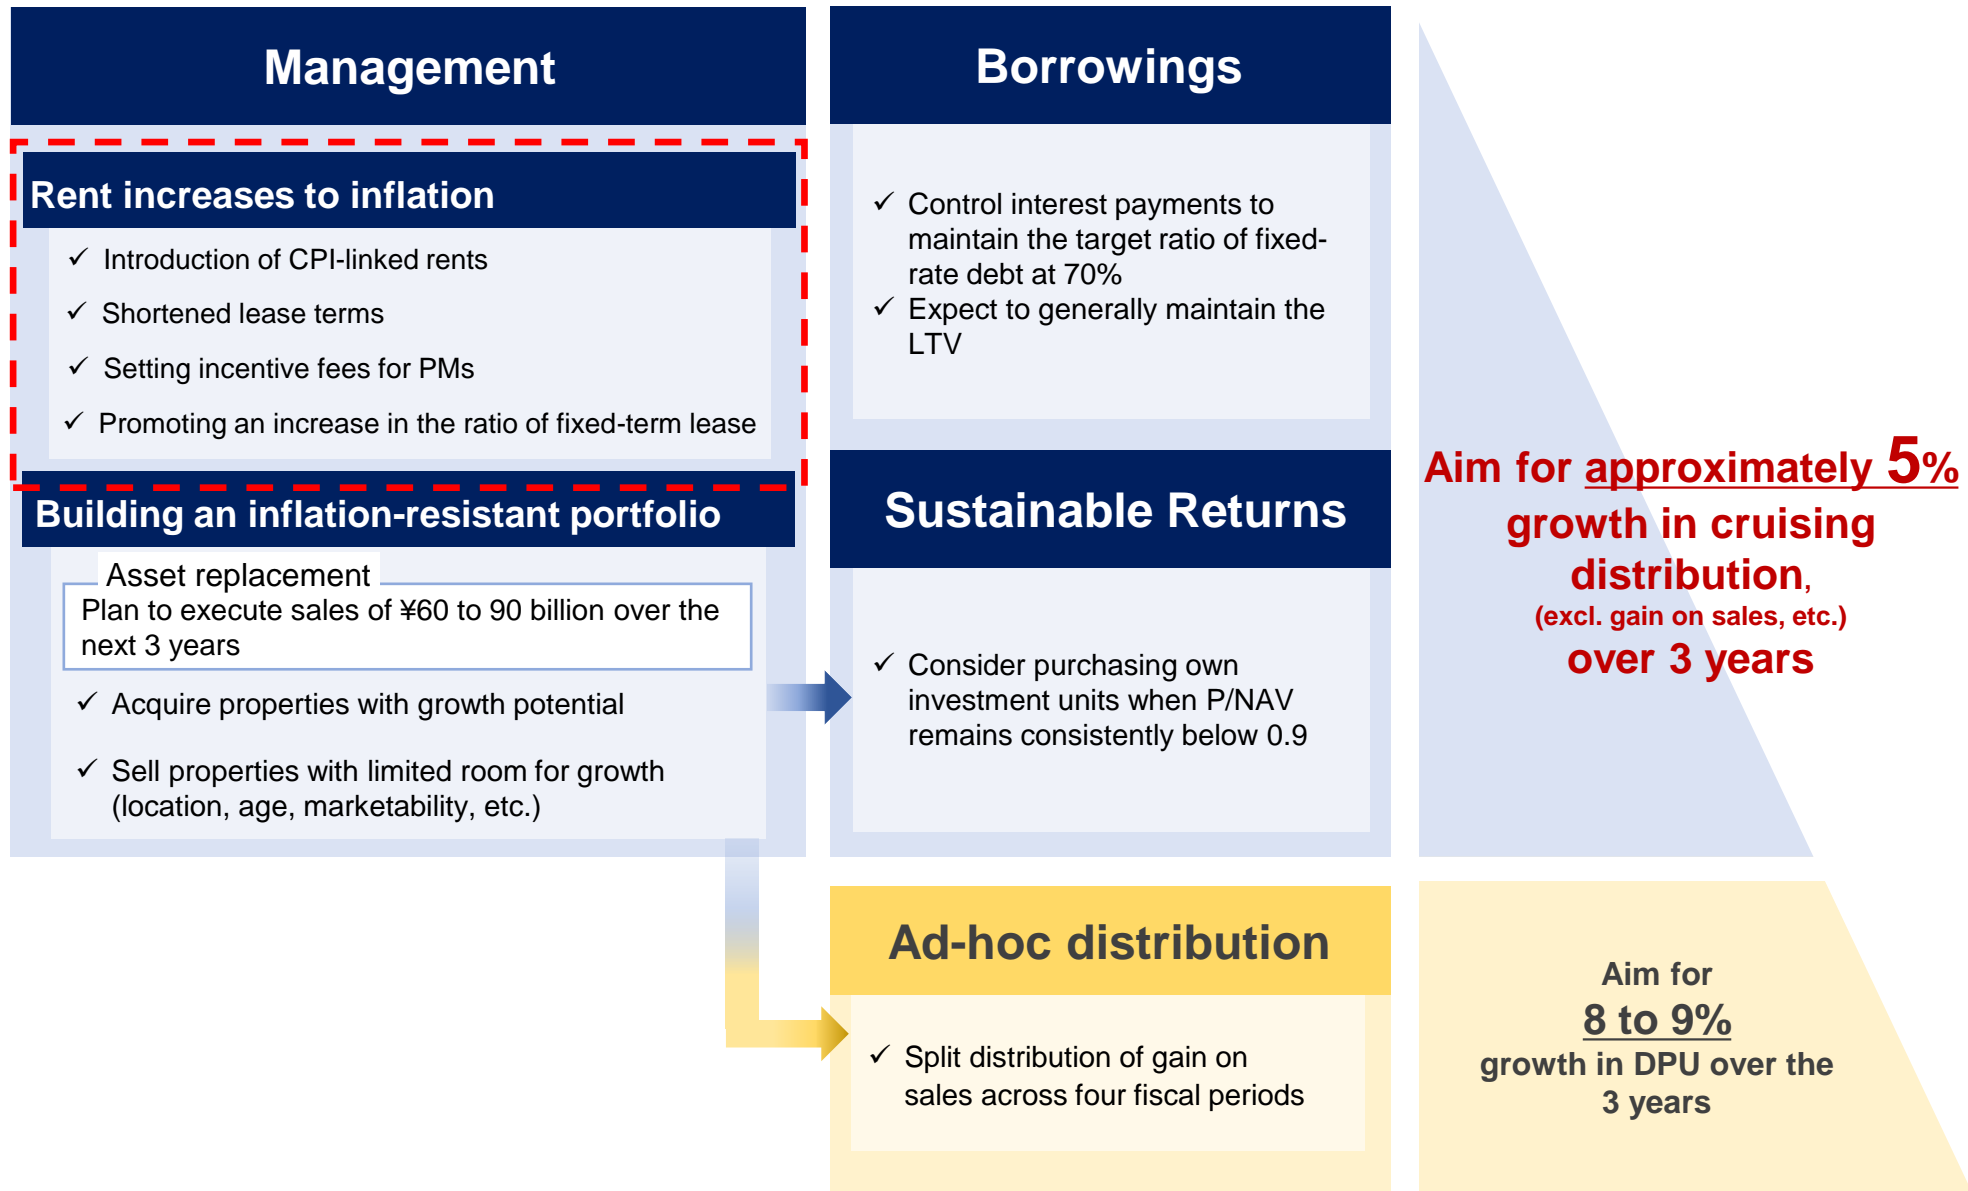 Management
Rent increases to inflation
✓ Introduction of CPI-linked rents
✓ Shortened lease terms
✓ Setting incentive fees for PMs
✓ Promoting an increase in the ratio of fixed-term lease
Building an inflation-resistant portfolio
Asset replacement
Plan to execute sales of ¥60 to 90 billion over the
next 3 years
✓ Acquire properties with growth potential
✓ Sell properties with limited room for growth
(location, age, marketability, etc.)
Borrowings
✓ Control interest payments to
maintain the target ratio of fixed-
rate debt at 70%
✓ Expect to generally maintain the
LTV
Sustainable Returns
✓ Consider purchasing own
investment units when P/NAV
remains consistently below 0.9
Ad-hoc distribution
✓ Split distribution of gain on
sales across four fiscal periods
Aim for approximately 5%
growth in cruising
distribution,
(excl. gain on sales, etc.)
over 3 years
Aim for
8 to 9%
growth in DPU over the
3 years